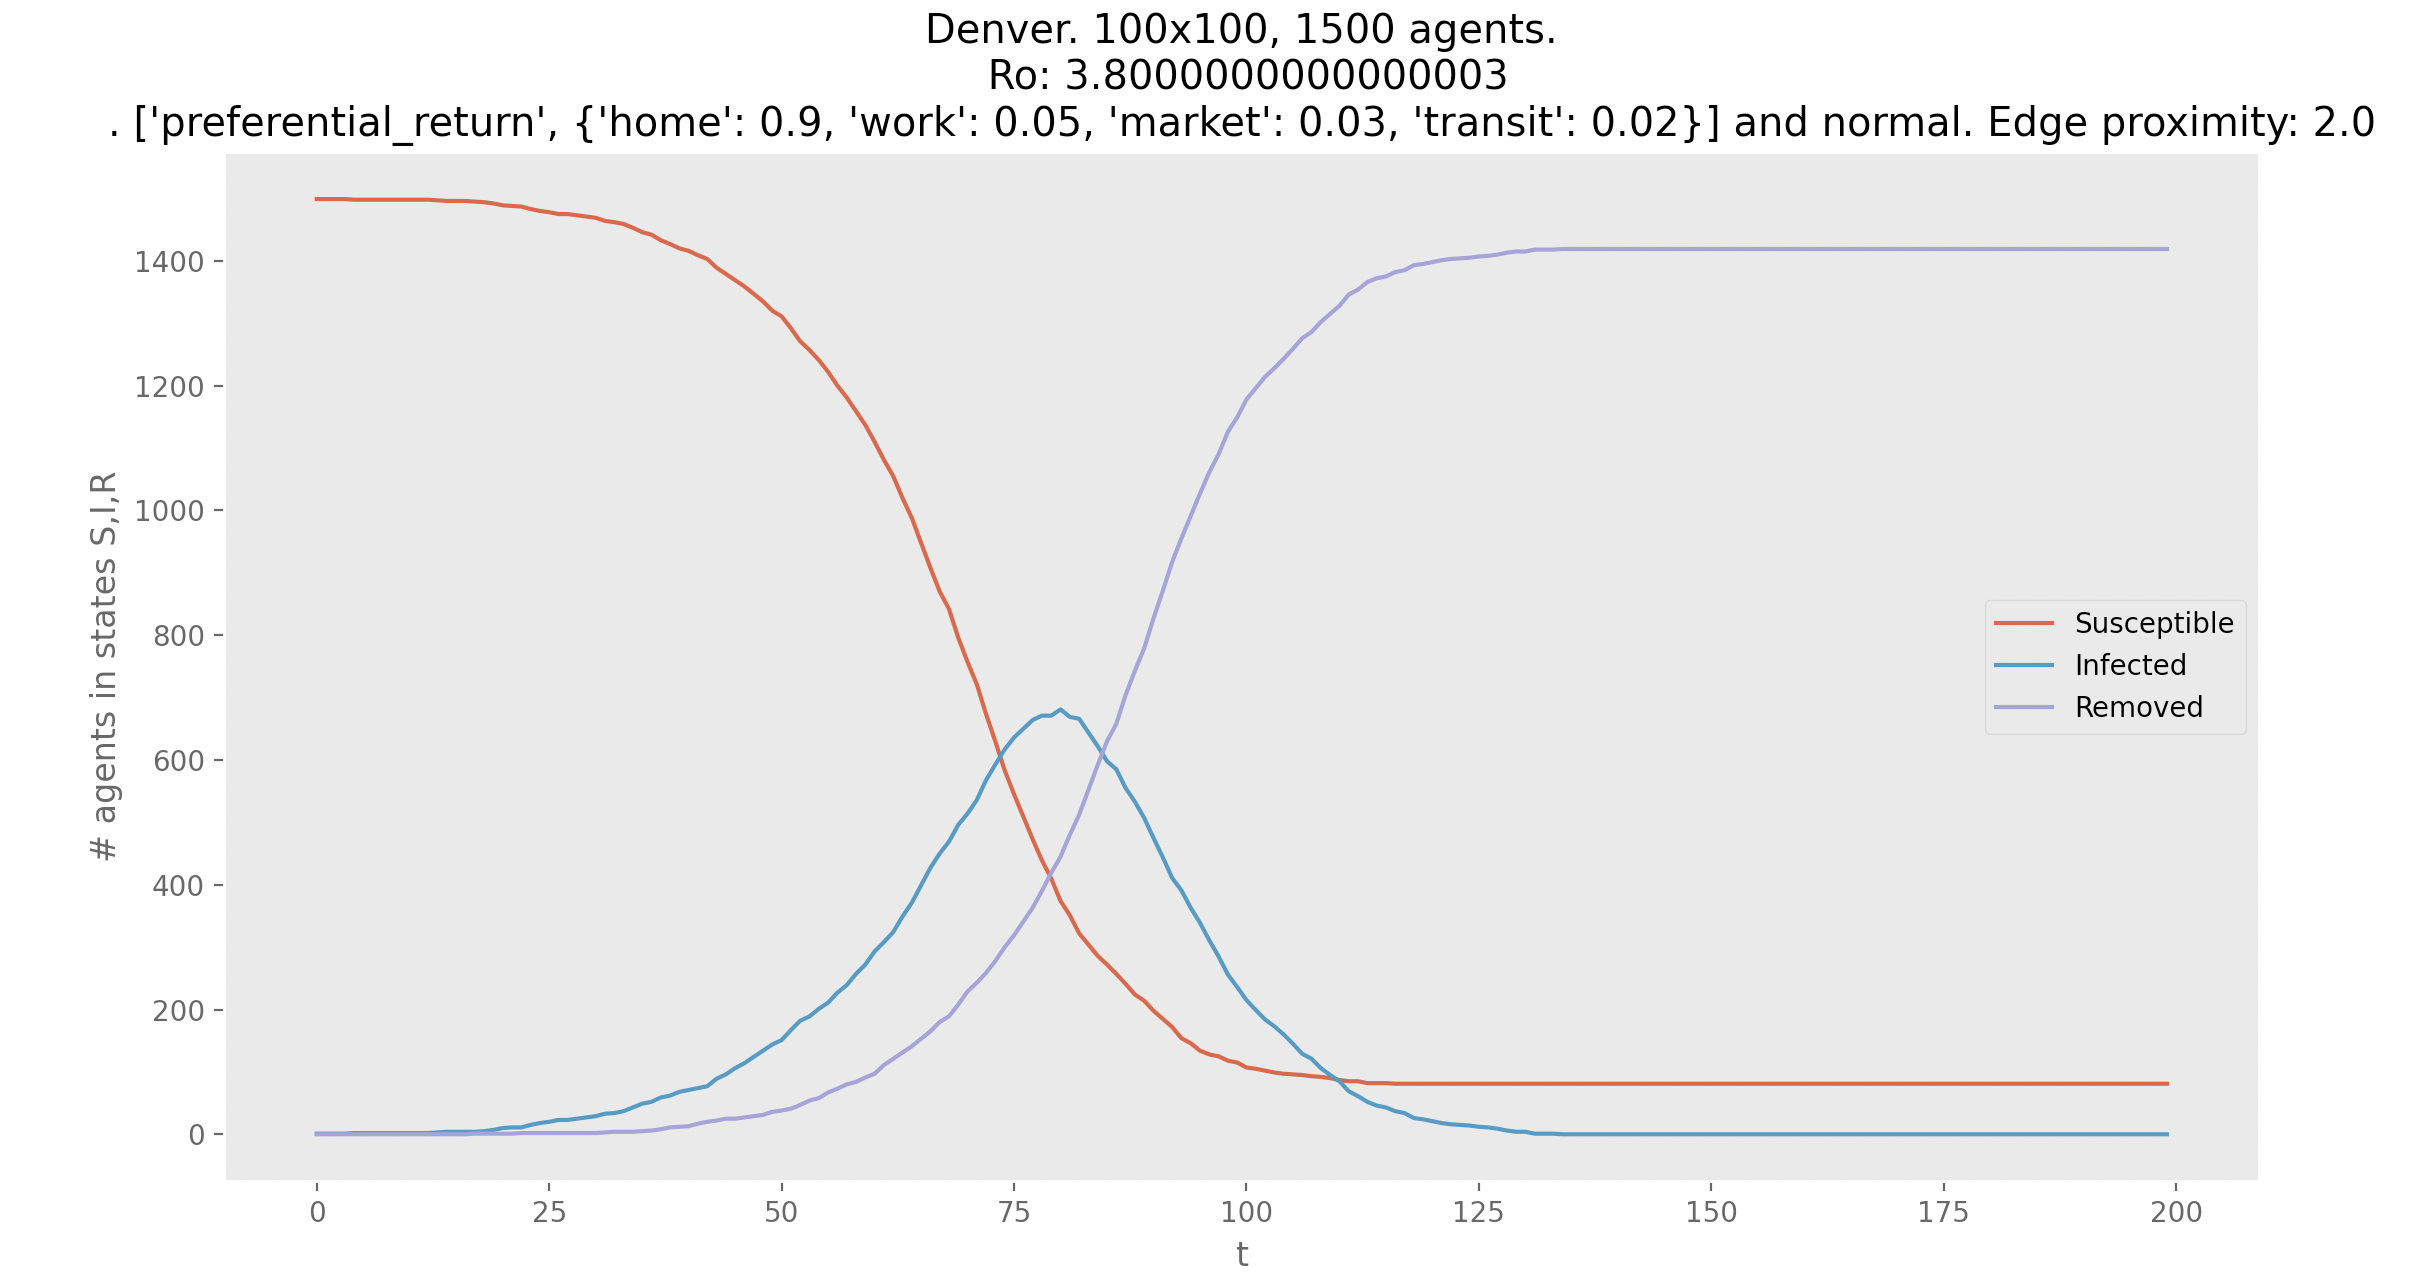 Denver. 100x100, 1500 agents.
Ro: 3.8000000000000003
. ['preferential_return', {'home': 0.9, 'work': 0.05, 'market': 0.03, 'transit': 0.02}] and normal. Edge proximity: 2.0
# agents in states S,I,R
1400
1200
1000
800
600
400
200
0
Susceptible
Infected
Removed
0 25 50 75 100 125 150 175 200
t